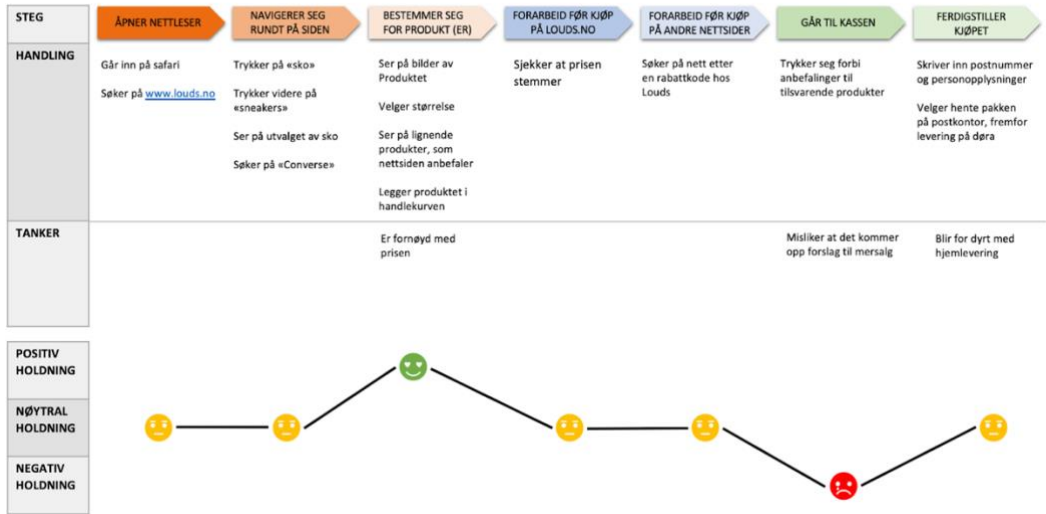 STEG
ÅPNER NETTLESER
NAVIGERER SEG
RUNDT PÅ SIDEN
BESTEMMER SEG
FOR PRODUKT (ER)
FORARBEID FØR KJØP
PÅ LOUDS.NO
FORARBEID FØR KJØP
PÅ ANDRE NETTSIDER
GÅR TIL KASSEN
FERDIGSTILLER
KJØPET
HANDLING
Går inn på safari
Søker på www.louds.no
Trykker på «sko»
Trykker videre på
«sneakers»
Ser på utvalget av sko
Søker på «Converse»
Ser på bilder av
Produktet
Velger størrelse
Ser på lignende
produkter, som
nettsiden anbefaler
Legger produktet i
handlekurven
Sjekker at prisen
stemmer
Søker på nett etter
en rabattkode hos
Louds
Trykker seg forbi
anbefalinger til
tilsvarende produkter
Skriver inn postnummer
og personopplysninger
Velger hente pakken
på postkontor, fremfor
levering på døra
TANKER
Er fornøyd med
prisen
Misliker at det kommer
opp forslag til mersalg
Blir for dyrt med
hjemlevering
POSITIV
HOLDNING
NØYTRAL
HOLDNING
NEGATIV
HOLDNING